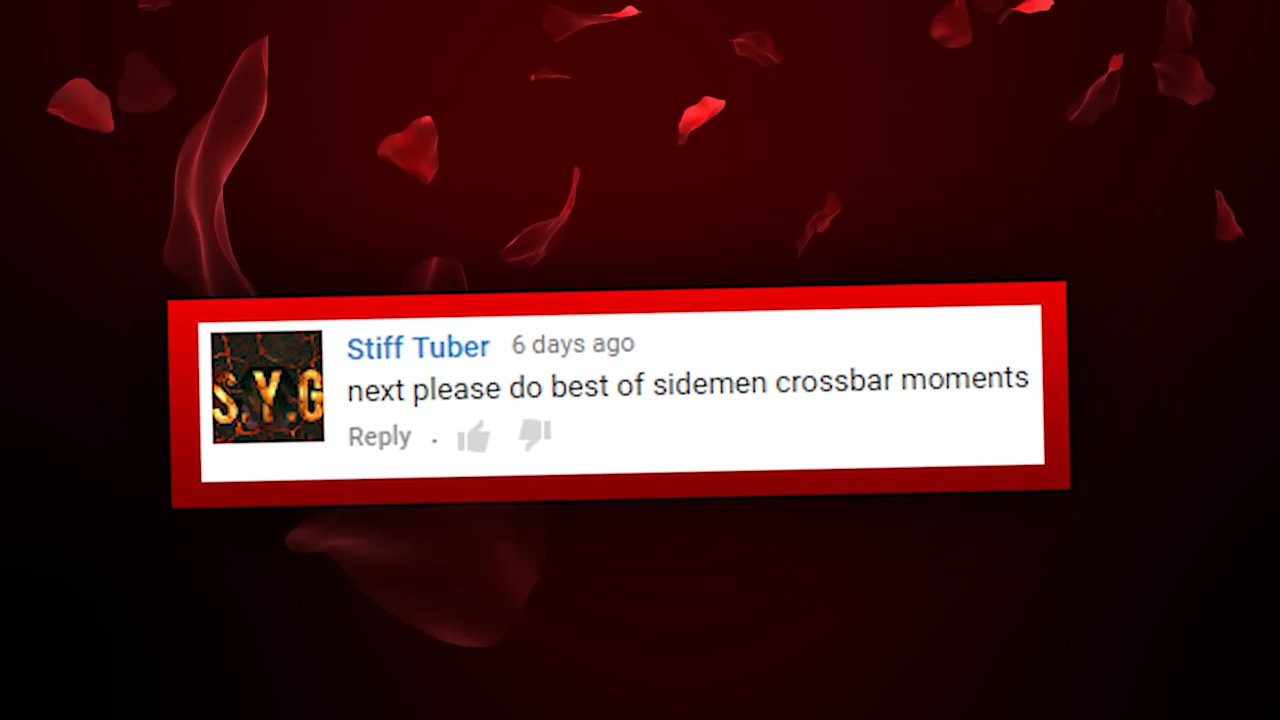 S.Y.G
Stiff Tuber 6 days ago
next please do best of sidemen crossbar moments
Reply .